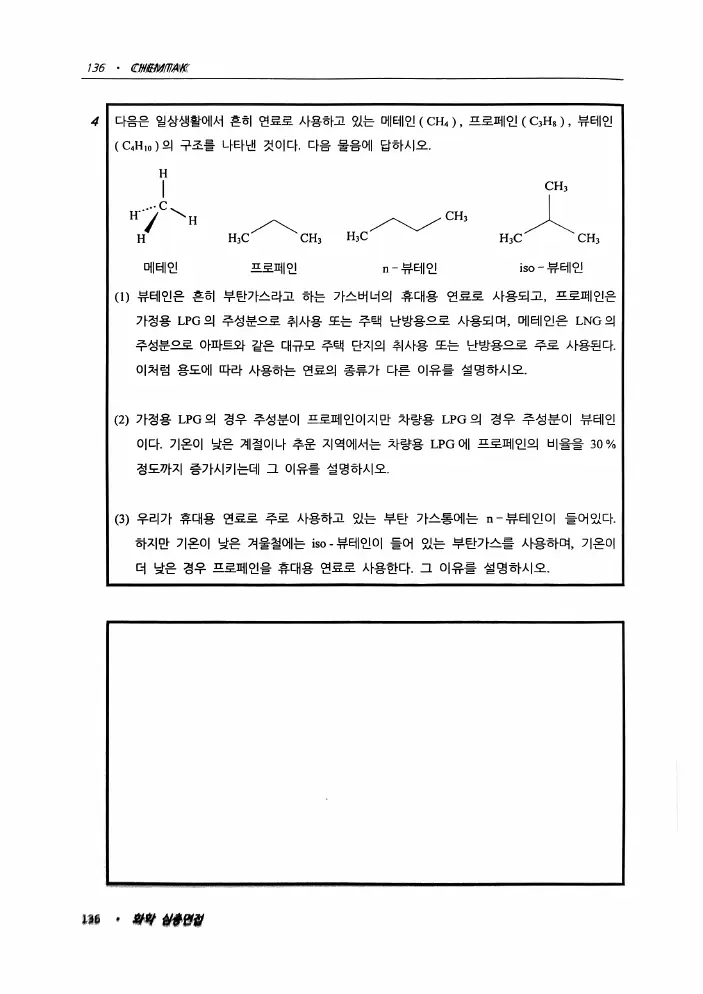 136 · CHEMTAK
4 다음은 일상생활에서 흔히 연료로 사용하고 있는 메테인 ( CH₄ ) , 프로페인 ( C₃H₈ ) , 뷰테인
( C₄H₁₀ ) 의 구조를 나타낸 것이다. 다음 물음에 답하시오.
H
C
H
H
H
H₃C
CH₃
H₃C
CH₃
CH₃
H₃C
CH₃
메테인
프로페인
n - 뷰테인
iso - 뷰테인
(1) 뷰테인은 흔히 부탄가스라고 하는 가스버너의 휴대용 연료로 사용되고, 프로페인은
가정용 LPG 의 주성분으로 취사용 또는 주택 난방용으로 사용되며, 메테인은 LNG 의
주성분으로 아파트와 같은 대규모 주택 단지의 취사용 또는 난방용으로 주로 사용된다.
이처럼 용도에 따라 사용하는 연료의 종류가 다른 이유를 설명하시오.
(2) 가정용 LPG 의 경우 주성분이 프로페인이지만 차량용 LPG 의 경우 주성분이 뷰테인
이다. 기온이 낮은 계절이나 추운 지역에서는 차량용 LPG 에 프로페인의 비율을 30 %
정도까지 증가시키는데 그 이유를 설명하시오.
(3) 우리가 휴대용 연료로 주로 사용하고 있는 부탄 가스통에는 n - 뷰테인이 들어있다.
하지만 기온이 낮은 겨울철에는 iso - 뷰테인이 들어 있는 부탄가스를 사용하며, 기온이
더 낮은 경우 프로페인을 휴대용 연료로 사용한다. 그 이유를 설명하시오.
136 · 화학 심층면접